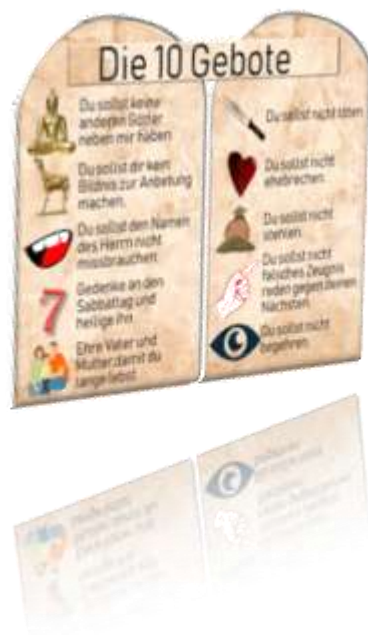 Die 10 Gebote
Du sollst keine
anderen Götter
neben mir haben.
Du sollst dir kein
Bildnis zur Anbetung
machen.
Du sollst den Namen
des Herrn nicht
missbrauchen.
7
Gedenke an den
Sabbattag und
heilige ihn.
Ehre Vater und
Mutter,damit du
lange lebst.
Du sollst nicht töten.
Du sollst nicht
ehebrechen.
Du sollst nicht
stehlen.
Du sollst nicht
falsches Zeugnis
reden gegen deinen
Nächsten.
Du sollst nicht
begehren.